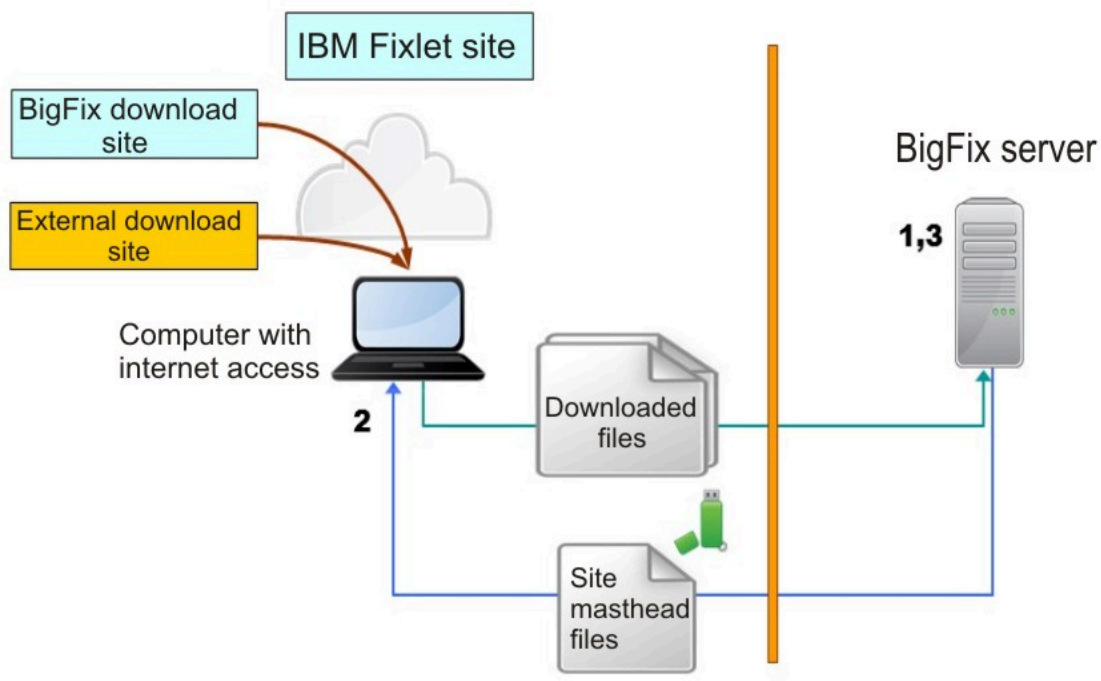 IBM Fixlet site
BigFix download
site
External download
site
BigFix server
1,3
Computer with
internet access
2
Downloaded
files
Site
masthead
files